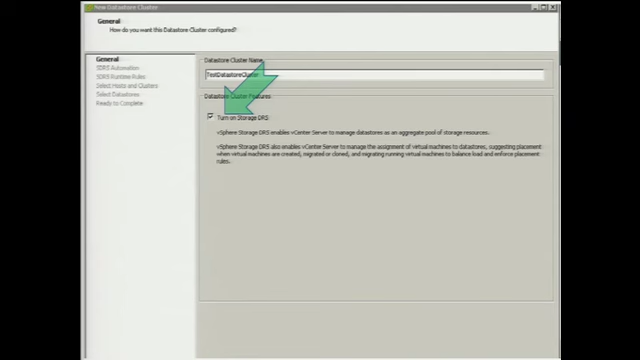 New Datastore Cluster
General
How do you want this Datastore Cluster configured?
General
SDRS Automation
SDRS Runtime Rules
Select Hosts and Clusters
Select Datastores
Ready to Complete
Datastore Cluster Name
TestDatastoreCluster
Datastore Cluster Features
Turn on Storage DRS
vSphere Storage DRS enables vCenter Server to manage datastores as an aggregate pool of storage resources.
vSphere Storage DRS also enables vCenter Server to manage the assignment of virtual machines to datastores, suggesting placement
when virtual machines are created, migrated or cloned, and migrating running virtual machines to balance load and enforce placement
rules.